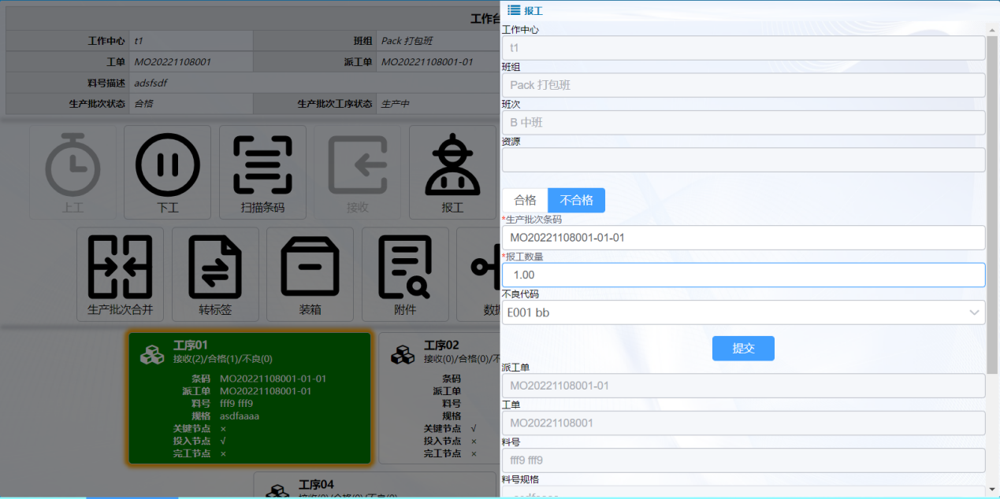 工作台
工作中心 t1 班组 Pack 打包班
工单 MO20221108001 派工单 MO20221108001-01
料号描述 adsfsdf
生产批次状态 合格 生产批次工序状态 生产中
上工 下工 扫描条码 接收 报工
生产批次合并 转标签 装箱 附件
工序01
接收(2)/合格(1)/不良(0)
条码 MO20221108001-01-01
派工单 MO20221108001-01
料号 fff9 fff9
规格 asdfaaaa
关键节点 ×
投入节点 √
完工节点 ×
工序02
接收(0)/合格(0)/不
条码
派工单
料号
规格
关键节点 √
投入节点 ×
完工节点 ×
工序04
接收(0)/合格(0)/不良(0)
报工
工作中心
t1
班组
Pack 打包班
班次
B 中班
资源
合格 不合格
*生产批次条码
MO20221108001-01-01
*报工数量
1.00
不良代码
E001 bb
提交
派工单
MO20221108001-01
工单
MO20221108001
料号
fff9 fff9
料号规格